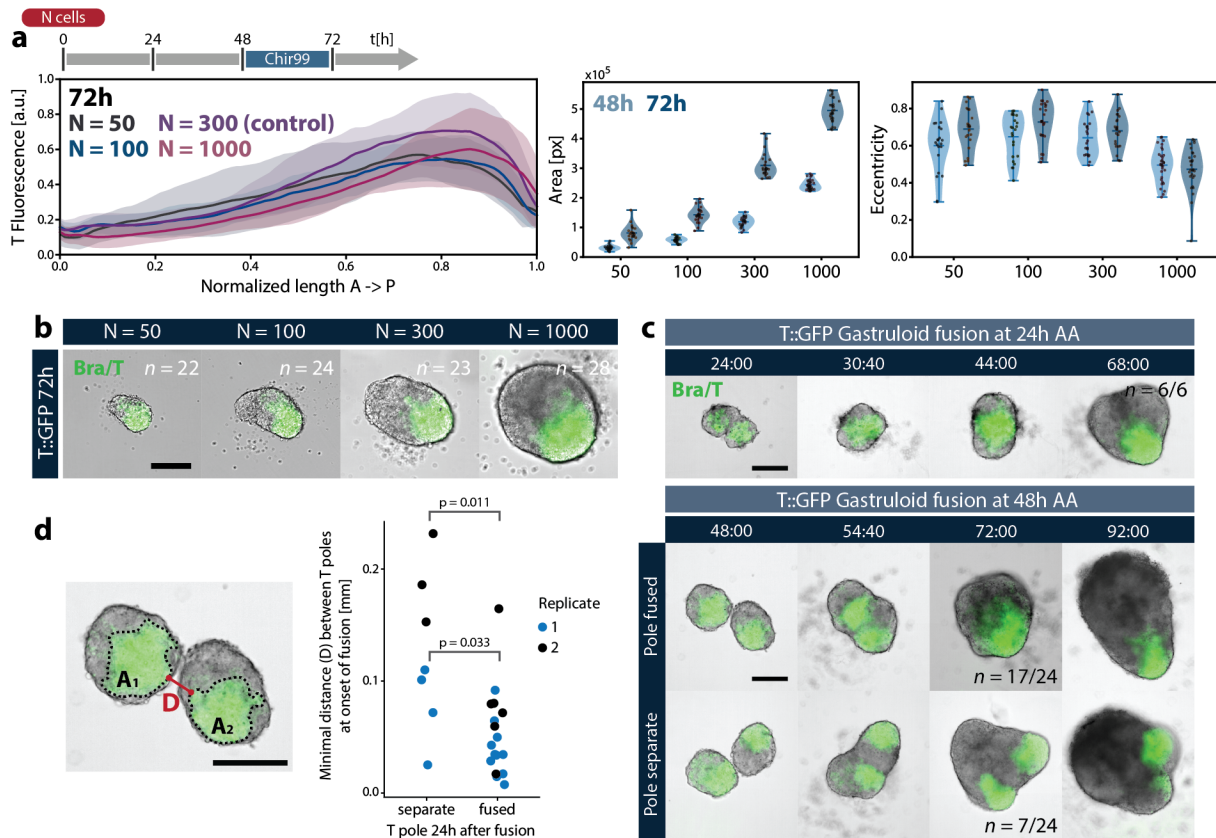 N cells
a
0 24 48 72 t[h]
Chir99
72h
N = 50 N = 300 (control)
N = 100 N = 1000
T Fluorescence [a.u.]
1.0
0.8
0.6
0.4
0.2
0.0
0.0 0.2 0.4 0.6 0.8 1.0
Normalized length A -> P
x10⁵
48h 72h
Area [px]
5
4
3
2
1
0
50 100 300 1000
Eccentricity
0.8
0.6
0.4
0.2
0.0
50 100 300 1000
b
N = 50 N = 100 N = 300 N = 1000
T::GFP 72h
Bra/T
n = 22
n = 24
n = 23
n = 28
c
T::GFP Gastruloid fusion at 24h AA
24:00 30:40 44:00 68:00
Bra/T
n = 6/6
T::GFP Gastruloid fusion at 48h AA
48:00 54:40 72:00 92:00
Pole fused
n = 17/24
Pole separate
n = 7/24
d
A1
D
A2
Minimal distance (D) between T poles
at onset of fusion [mm]
0.2
0.1
0.0
p = 0.011
p = 0.033
Replicate
1
2
separate fused
T pole 24h after fusion